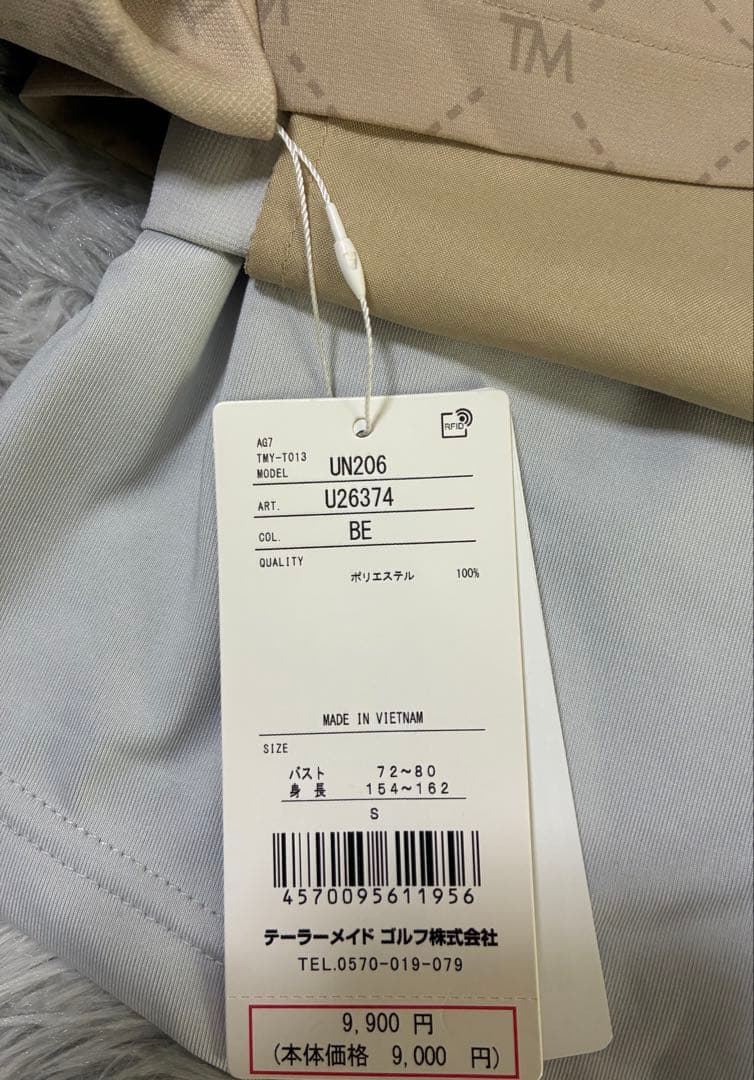 TM
RFID
AG7
TMY-T013
MODEL UN206
ART. U26374
COL. BE
QUALITY
ポリエステル 100%
MADE IN VIETNAM
SIZE
バスト 72~80
身長 154~162
S
4570095611956
テーラーメイド ゴルフ株式会社
TEL.0570-019-079
9,900 円
(本体価格 9,000 円)